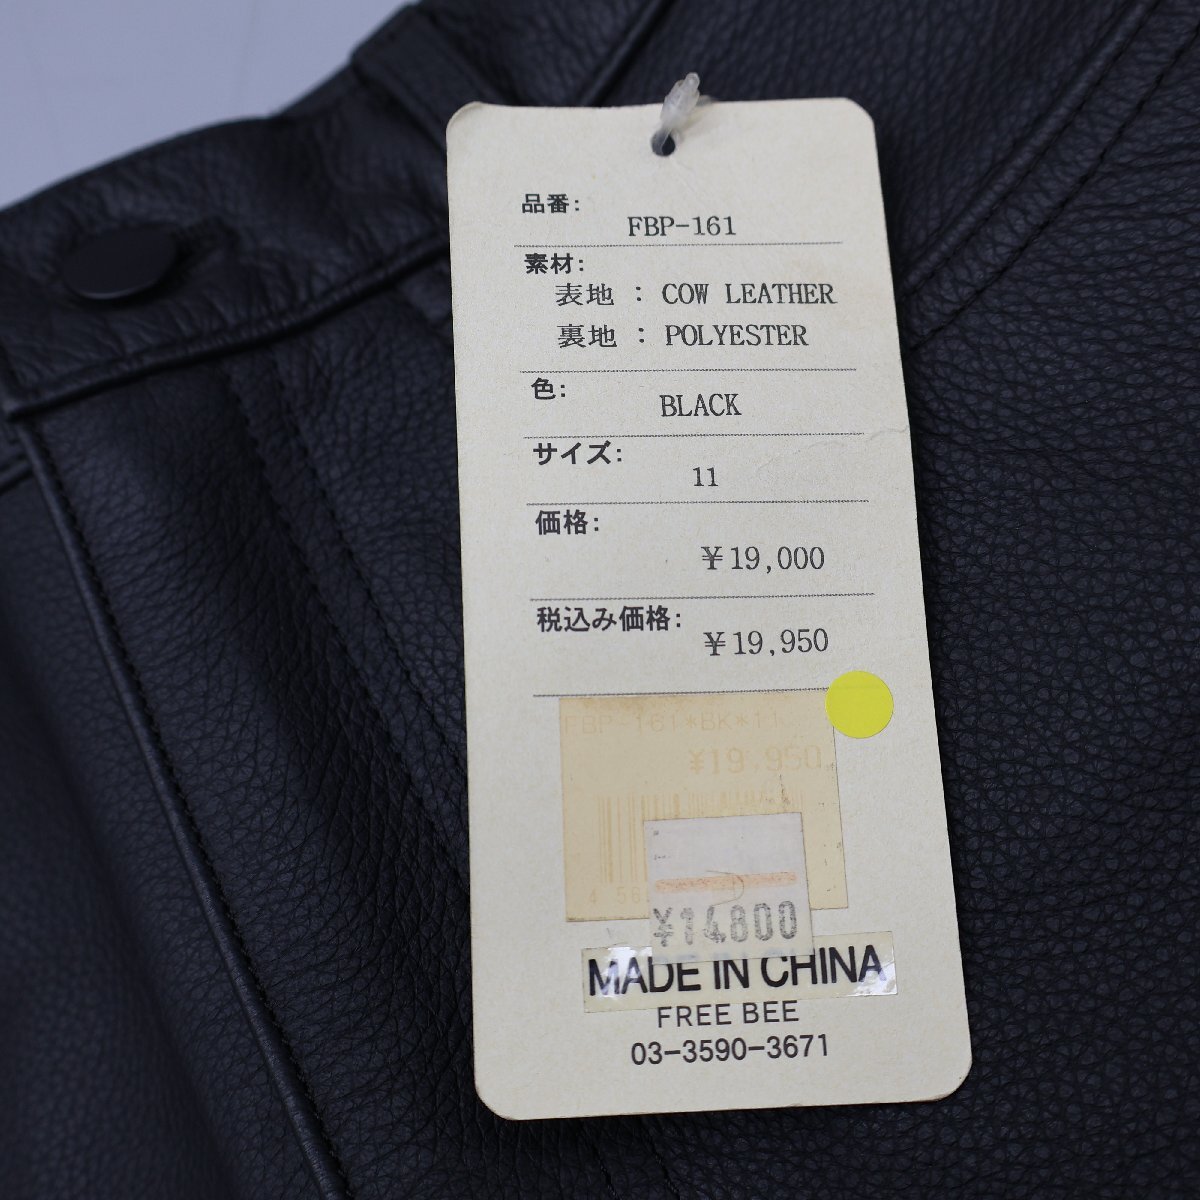 品番:
FBP-161
素材:
表地 : COW LEATHER
裏地 : POLYESTER
色:
BLACK
サイズ:
11
価格:
¥19,000
税込み価格:
¥19,950
FBP-161*BK*11
¥19,950
4 56
¥14800
MADE IN CHINA
FREE BEE
03-3590-3671